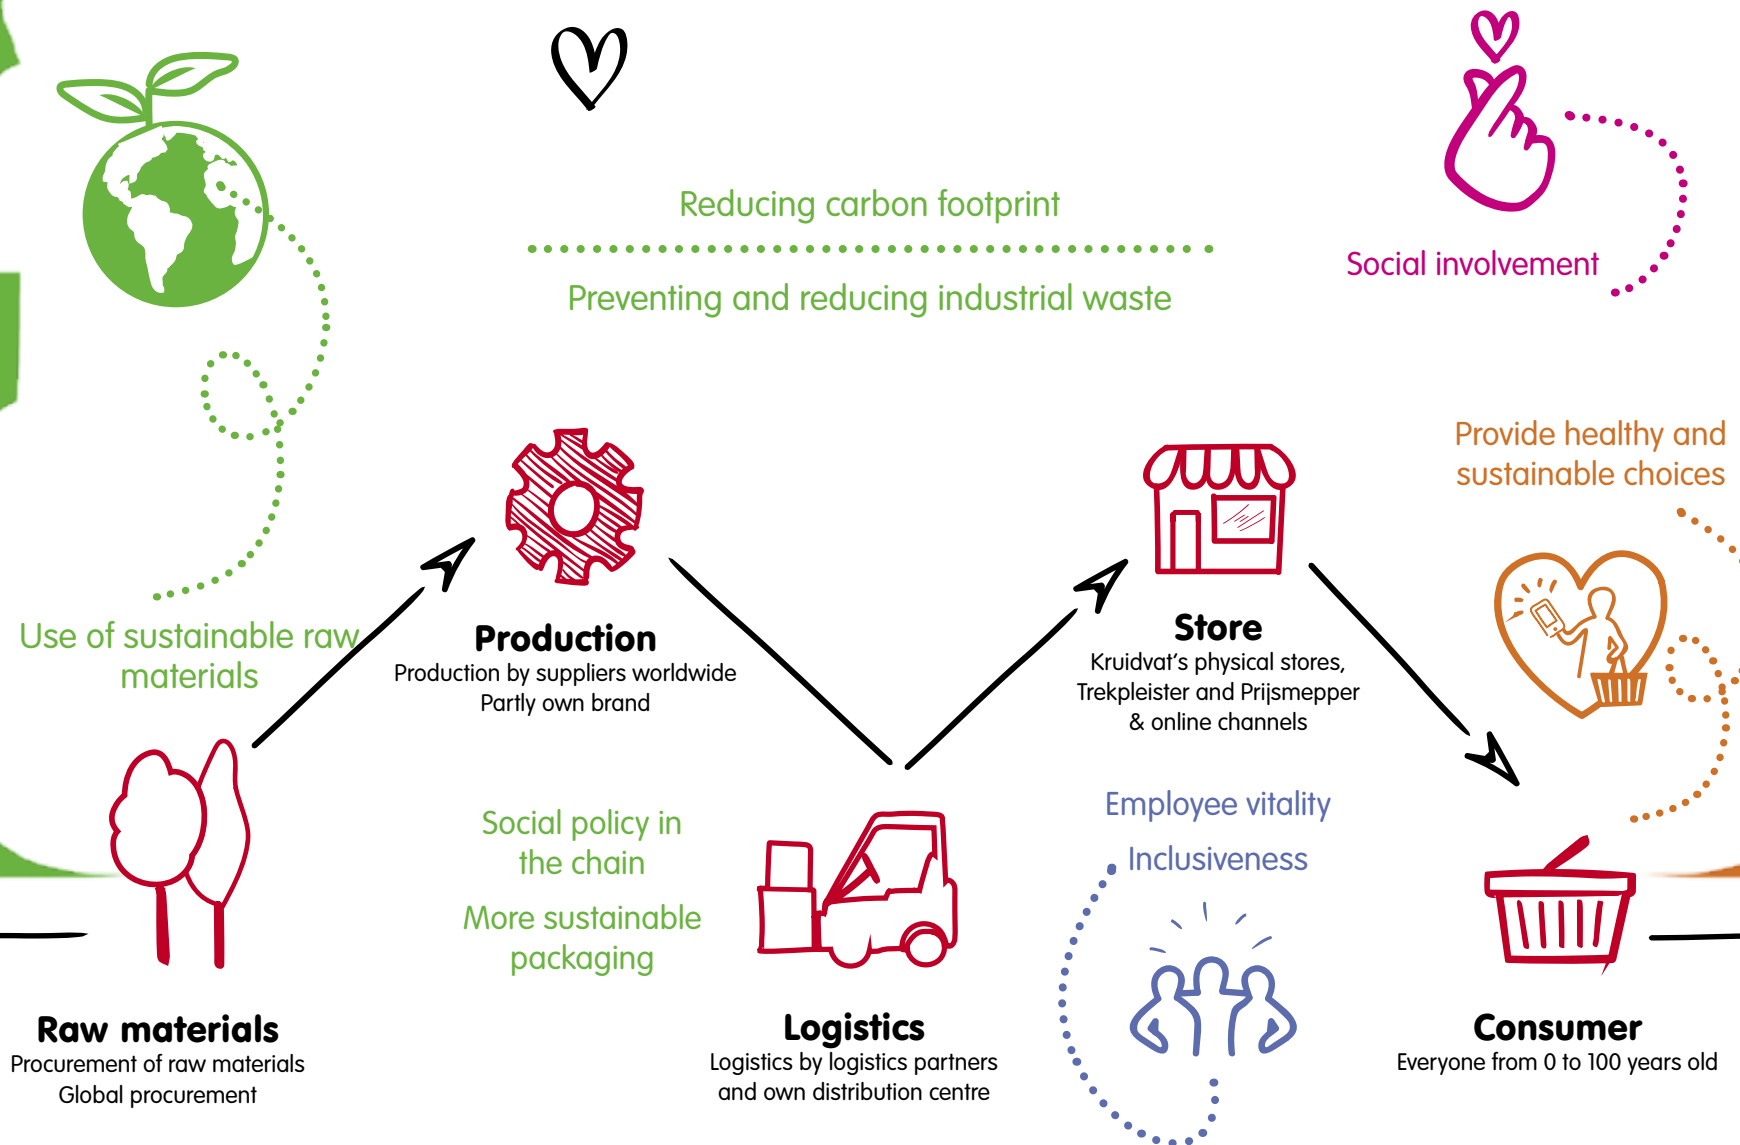 Reducing carbon footprint
Preventing and reducing industrial waste
Social involvement
Provide healthy and
sustainable choices
Use of sustainable raw
materials
Production
Production by suppliers worldwide
Partly own brand
Store
Kruidvat's physical stores,
Trekpleister and Prijsmepper
& online channels
Social policy in
the chain
More sustainable
packaging
Employee vitality
Inclusiveness
Raw materials
Procurement of raw materials
Global procurement
Logistics
Logistics by logistics partners
and own distribution centre
Consumer
Everyone from 0 to 100 years old